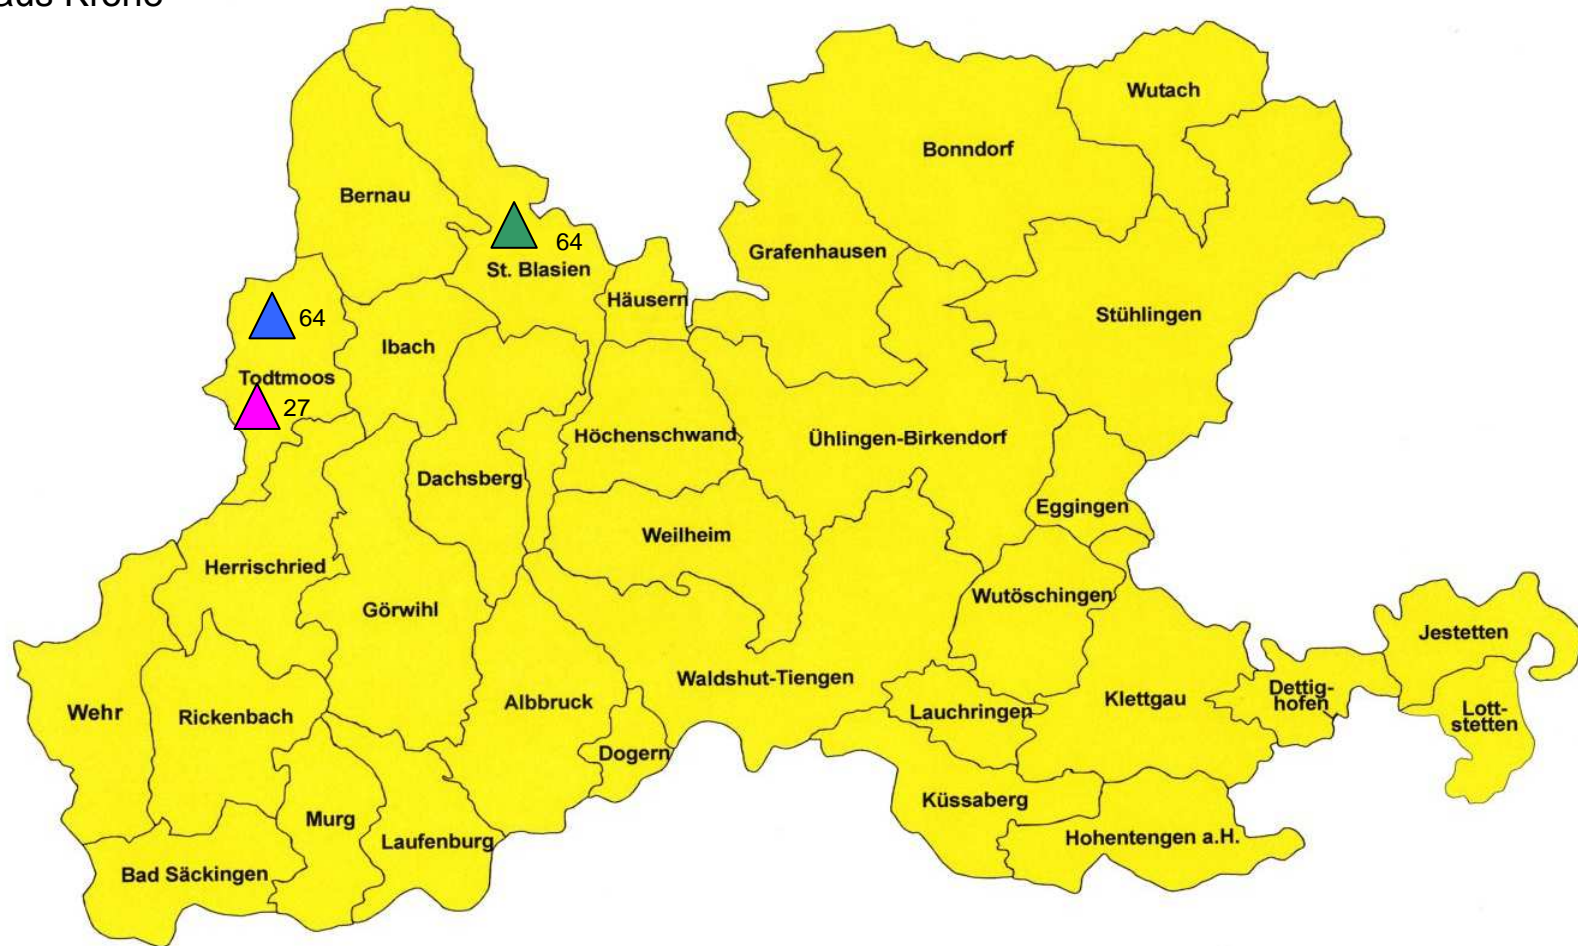 Wutach
Bonndorf
Bernau
64
Grafenhausen
St. Blasien
Häusern
Stühlingen
64
Ibach
Todtmoos
27
Höchenschwand
Ühlingen-Birkendorf
Dachsberg
Eggingen
Weilheim
Herrischried
Wutöschingen
Görwihl
Jestetten
Waldshut-Tiengen
Dettig-
hofen
Klettgau
Albbruck
Lauchringen
Wehr
Rickenbach
Lott-
stetten
Dogern
Küssaberg
Murg
Hohentengen a.H.
Laufenburg
Bad Säckingen